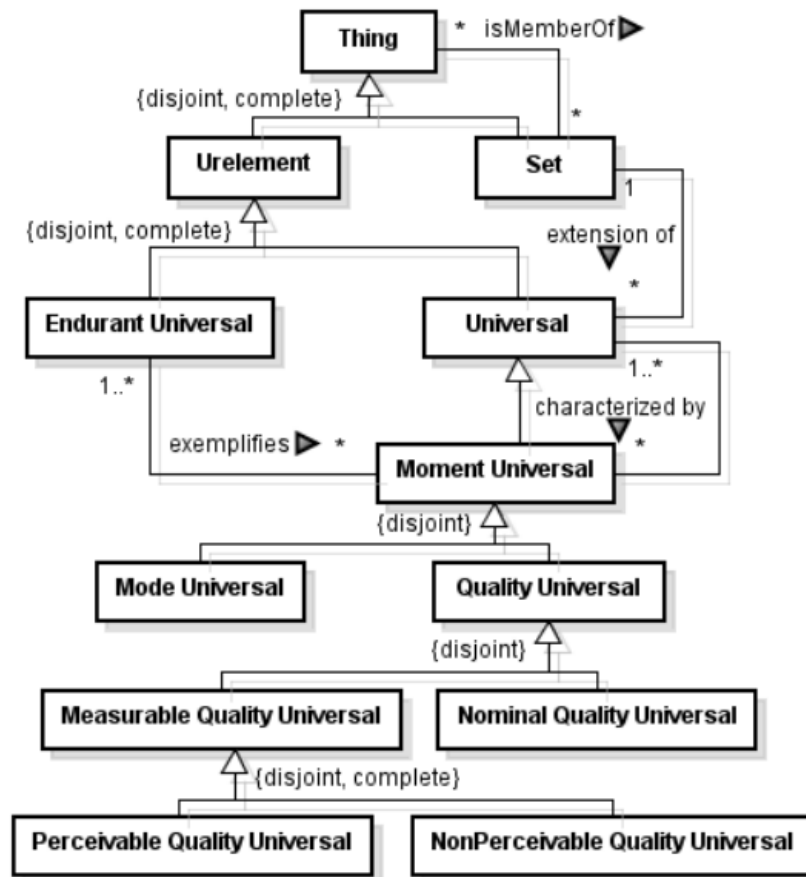 Thing
* isMemberOf
{disjoint, complete}
*
Urelement
Set
1
{disjoint, complete}
extension of
*
Endurant Universal
Universal
1..*
1..*
characterized by
exemplifies
*
*
Moment Universal
{disjoint}
Mode Universal
Quality Universal
{disjoint}
Measurable Quality Universal
Nominal Quality Universal
{disjoint, complete}
Perceivable Quality Universal
NonPerceivable Quality Universal